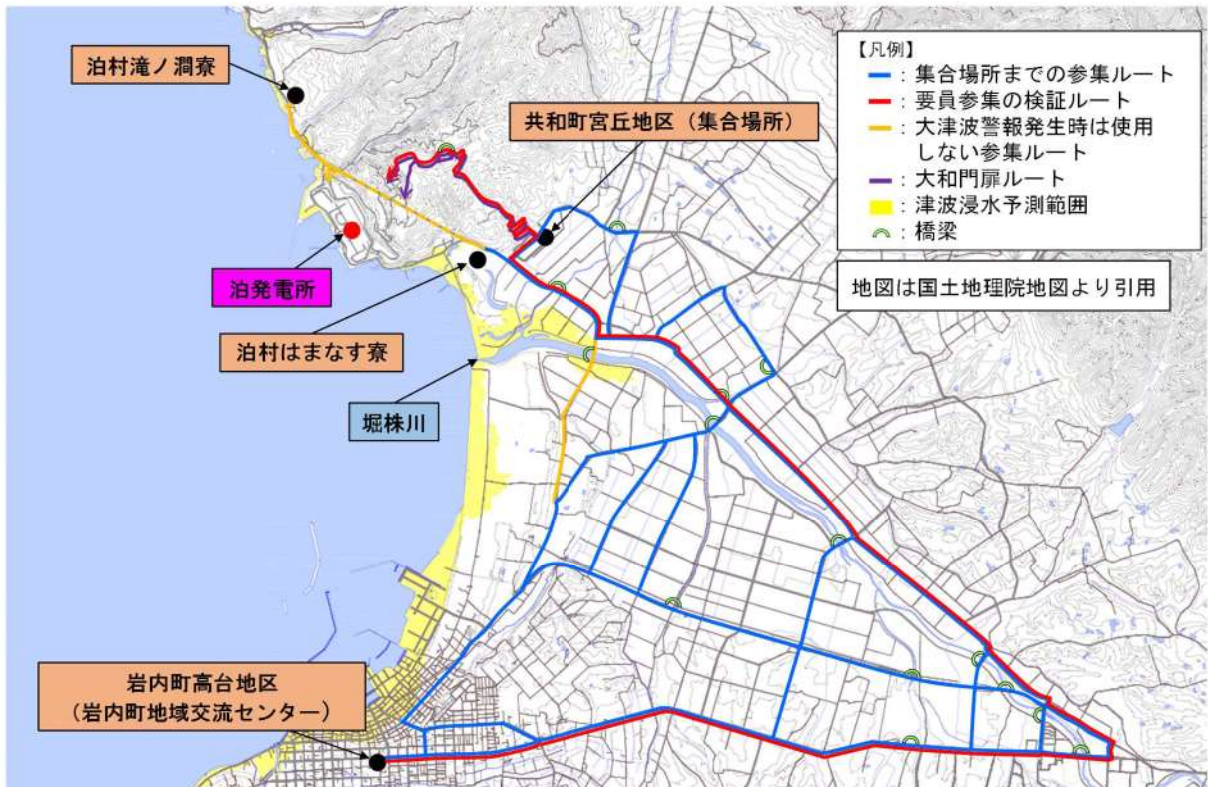 泊村滝ノ澗寮
共和町宮丘地区（集合場所）
【凡例】
：集合場所までの参集ルート
：要員参集の検証ルート
：大津波警報発生時は使用
しない参集ルート
：大和門扉ルート
：津波浸水予測範囲
：橋梁
地図は国土地理院地図より引用
泊発電所
泊村はまなす寮
堀株川
岩内町高台地区
（岩内町地域交流センター）